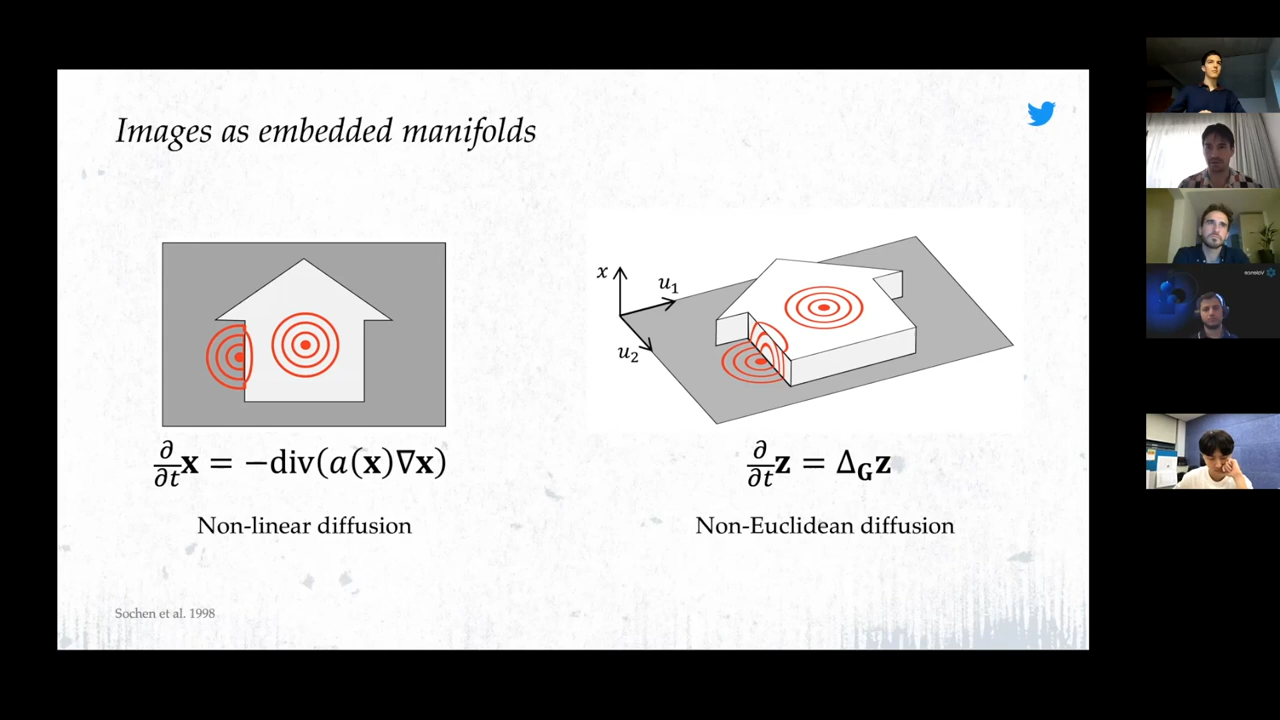 Images as embedded manifolds
x
u₁
u₂
∂/∂t 𝐱 = −div(a(𝐱)∇𝐱)
∂/∂t 𝐳 = Δ_𝐆 𝐳
Non-linear diffusion
Non-Euclidean diffusion
Sochen et al. 1998